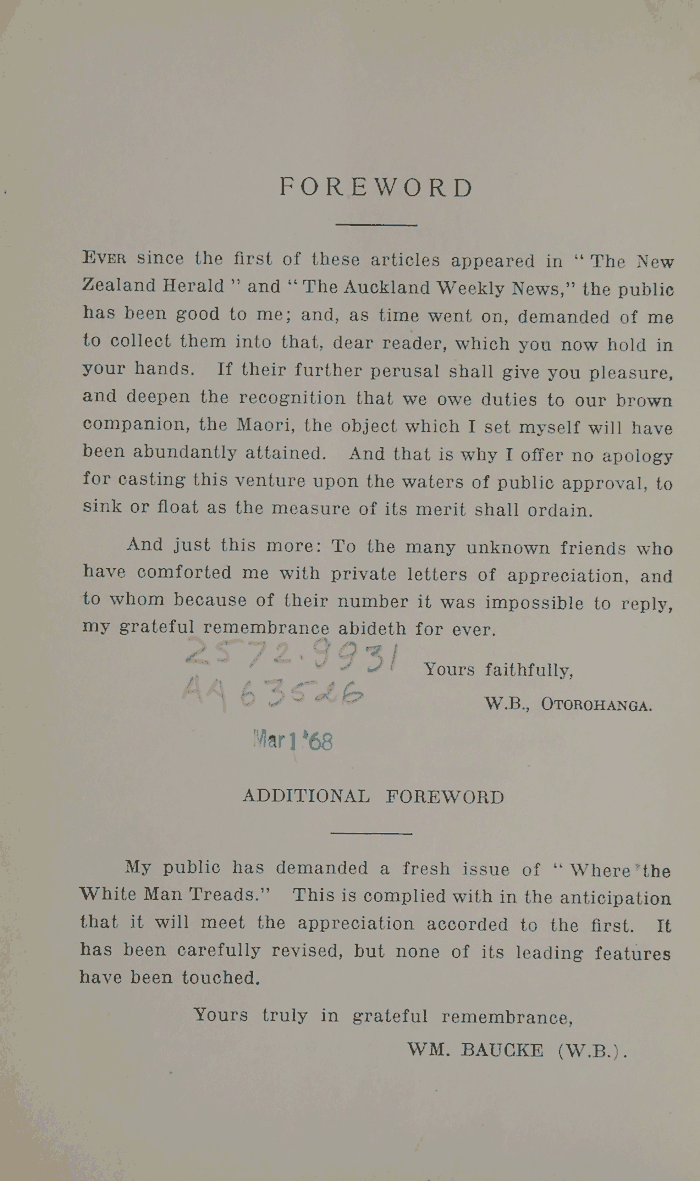 FOREWORD
EVER since the first of these articles appeared in “ The New
Zealand Herald ” and “ The Auckland Weekly News,” the public
has been good to me; and, as time went on, demanded of me
to collect them into that, dear reader, which you now hold in
your hands. If their further perusal shall give you pleasure,
and deepen the recognition that we owe duties to our brown
companion, the Maori, the object which I set myself will have
been abundantly attained. And that is why I offer no apology
for casting this venture upon the waters of public approval, to
sink or float as the measure of its merit shall ordain.
And just this more: To the many unknown friends who
have comforted me with private letters of appreciation, and
to whom because of their number it was impossible to reply,
my grateful remembrance abideth for ever.
2572.9931
Yours faithfully,
AA63526
W.B., OTOROHANGA.
Mar 1 '68
ADDITIONAL FOREWORD
My public has demanded a fresh issue of “ Where the
White Man Treads.” This is complied with in the anticipation
that it will meet the appreciation accorded to the first. It
has been carefully revised, but none of its leading features
have been touched.
Yours truly in grateful remembrance,
WM. BAUCKE (W.B.).